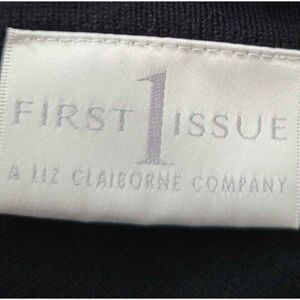 FIRST 1 ISSUE
A LIZ CLAIBORNE COMPANY